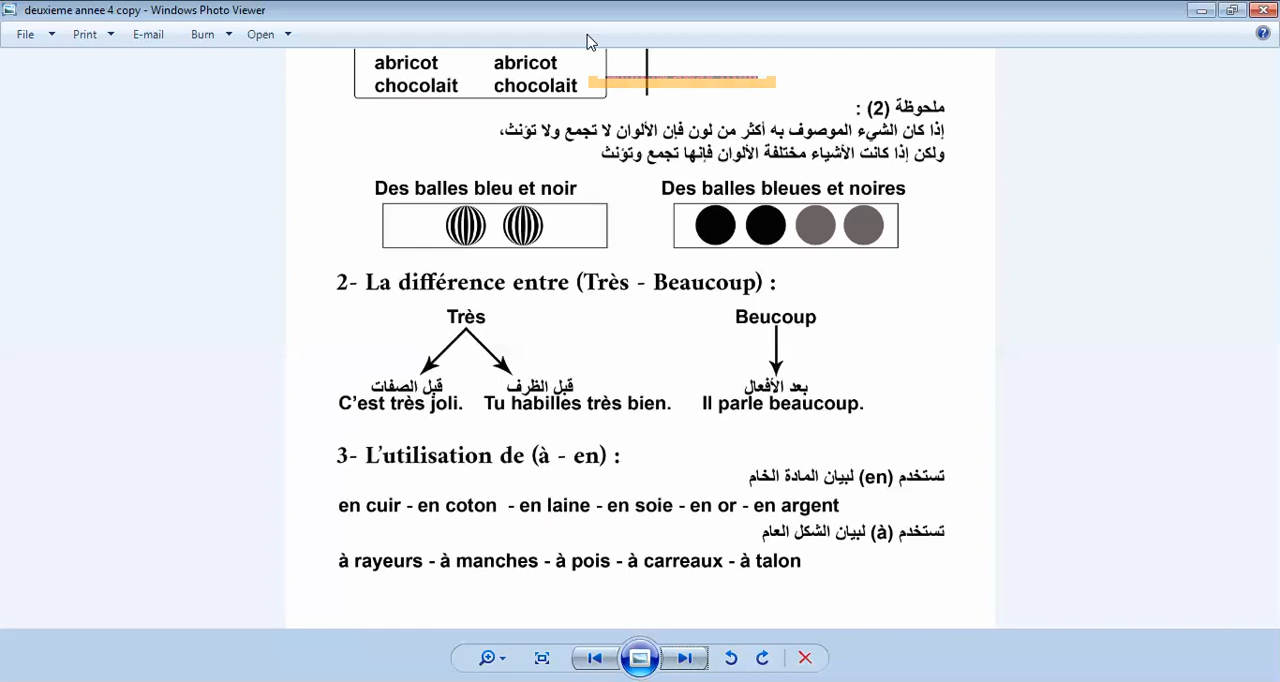 deuxieme annee 4 copy - Windows Photo Viewer
File Print E-mail Burn Open
abricot abricot
chocolait chocolait
ملحوظة (2) :
إذا كان الشيء الموصوف به أكثر من لون فإن الألوان لا تجمع ولا تؤنث،
ولكن إذا كانت الأشياء مختلفة الألوان فإنها تجمع وتؤنث
Des balles bleu et noir Des balles bleues et noires
2- La différence entre (Très - Beaucoup) :
Très Beucoup
قبل الصفات قبل الظرف بعد الأفعال
C’est très joli. Tu habilles très bien. Il parle beaucoup.
3- L’utilisation de (à - en) :
تستخدم (en) لبيان المادة الخام
en cuir - en coton - en laine - en soie - en or - en argent
تستخدم (à) لبيان الشكل العام
à rayeurs - à manches - à pois - à carreaux - à talon